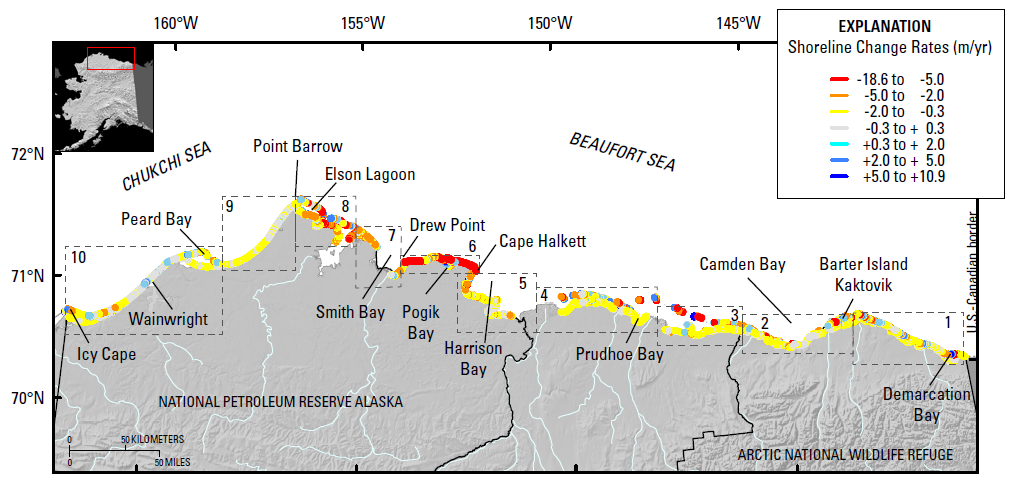 160°W
155°W
150°W
145°W
EXPLANATION
Shoreline Change Rates (m/yr)
-18.6 to -5.0
-5.0 to -2.0
-2.0 to -0.3
-0.3 to + 0.3
+0.3 to + 2.0
+2.0 to + 5.0
+5.0 to +10.9
72°N
71°N
70°N
CHUKCHI SEA
BEAUFORT SEA
Point Barrow
Elson Lagoon
Peard Bay
9
8
Drew Point
7
6
Cape Halkett
10
Camden Bay
Barter Island
Kaktovik
5
4
3
2
1
U.S. Canadian border
Wainwright
Smith Bay
Pogik
Bay
Icy Cape
Harrison
Bay
Prudhoe Bay
Demarcation
Bay
NATIONAL PETROLEUM RESERVE ALASKA
ARCTIC NATIONAL WILDLIFE REFUGE
0 50 KILOMETERS
0 50 MILES